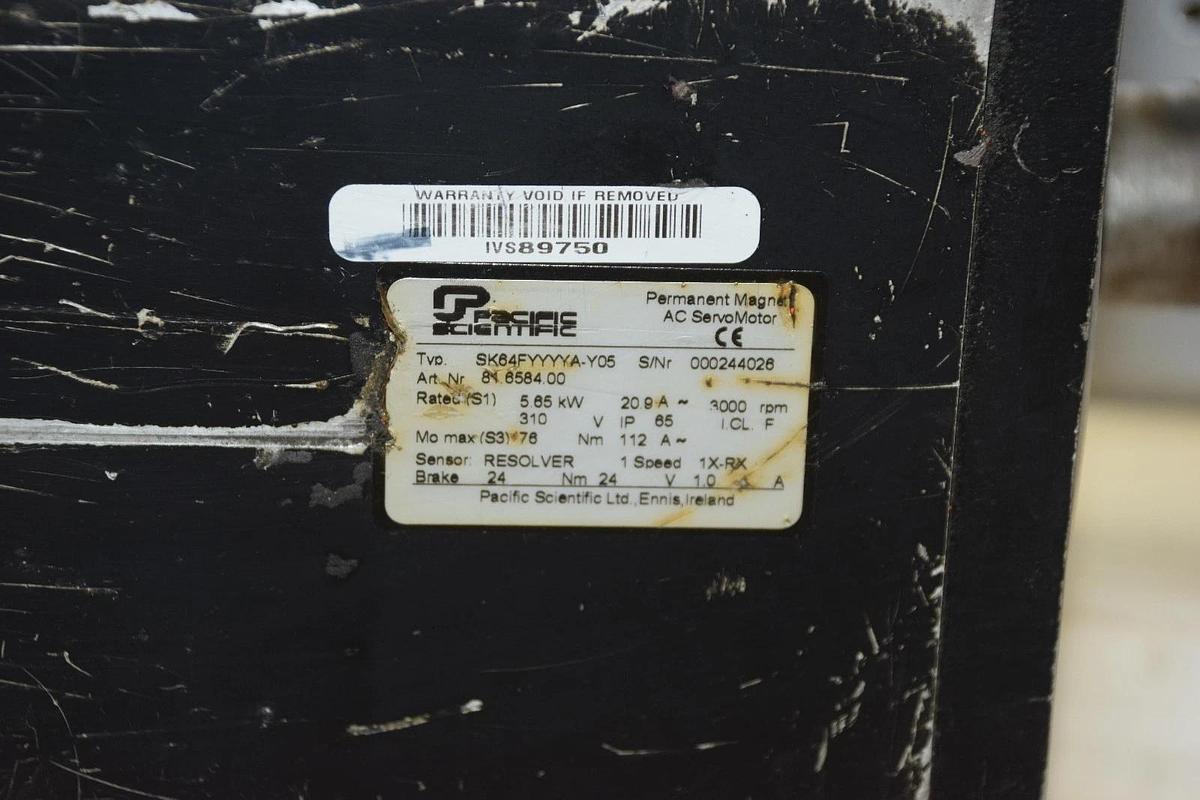 WARRANTY VOID IF REMOVED
IVS89750
PACIFIC
SCIENTIFIC
Permanent Magnet
AC ServoMotor
CE
Typ. SK64FYYYYA-Y05 S/Nr 000244026
Art. Nr 81.6584.00
Rated (S1) 5.65 kW 20.9 A ~ 3000 rpm
310 V IP 65 I.CL. F
Mo max (S3) 76 Nm 112 A ~
Sensor: RESOLVER 1 Speed 1X-RX
Brake 24 Nm 24 V 1.0 A
Pacific Scientific Ltd., Ennis, Ireland